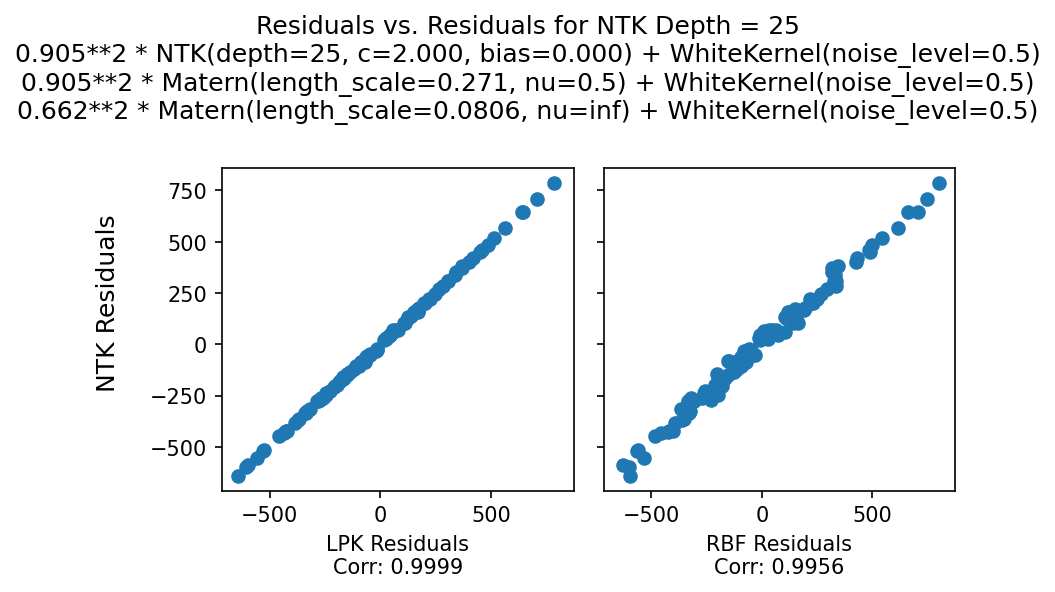 Residuals vs. Residuals for NTK Depth = 25
0.905**2 * NTK(depth=25, c=2.000, bias=0.000) + WhiteKernel(noise_level=0.5)
0.905**2 * Matern(length_scale=0.271, nu=0.5) + WhiteKernel(noise_level=0.5)
0.662**2 * Matern(length_scale=0.0806, nu=inf) + WhiteKernel(noise_level=0.5)
NTK Residuals
750
500
250
0
−250
−500
−500 0 500
LPK Residuals
Corr: 0.9999
−500 0 500
RBF Residuals
Corr: 0.9956